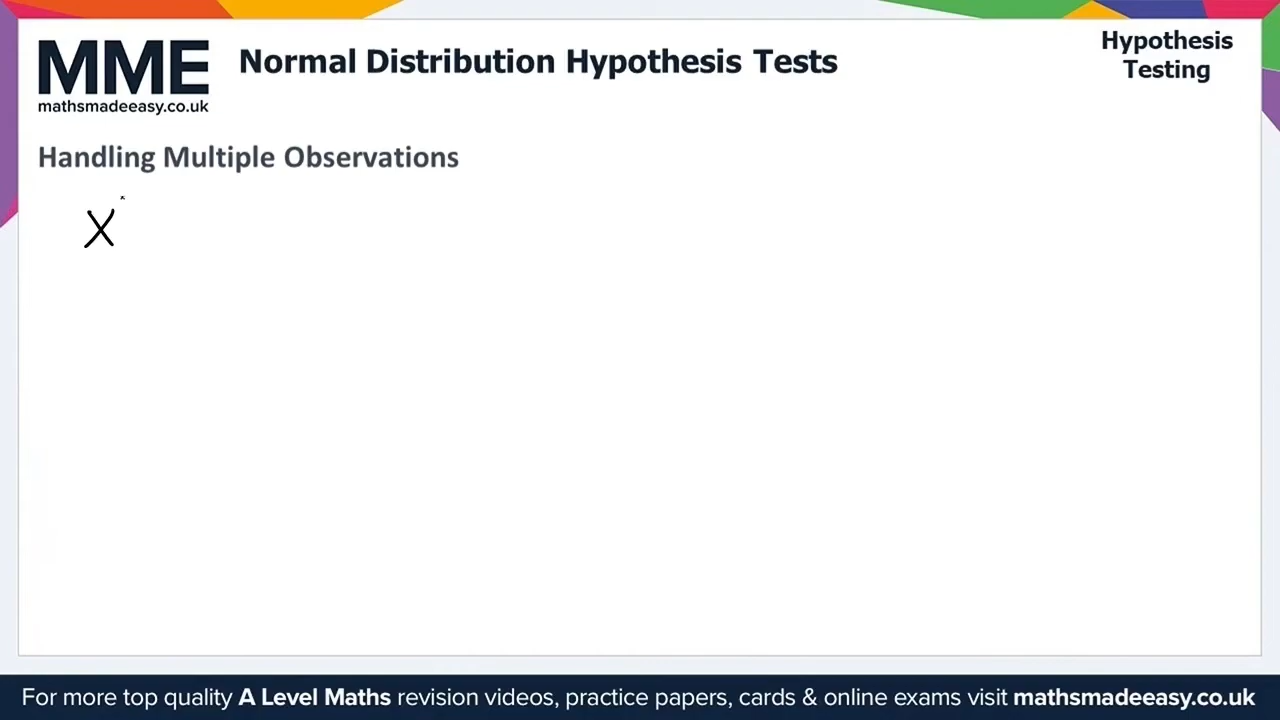 MME
mathsmadeeasy.co.uk
Normal Distribution Hypothesis Tests
Hypothesis
Testing
Handling Multiple Observations
X
For more top quality A Level Maths revision videos, practice papers, cards & online exams visit mathsmadeeasy.co.uk